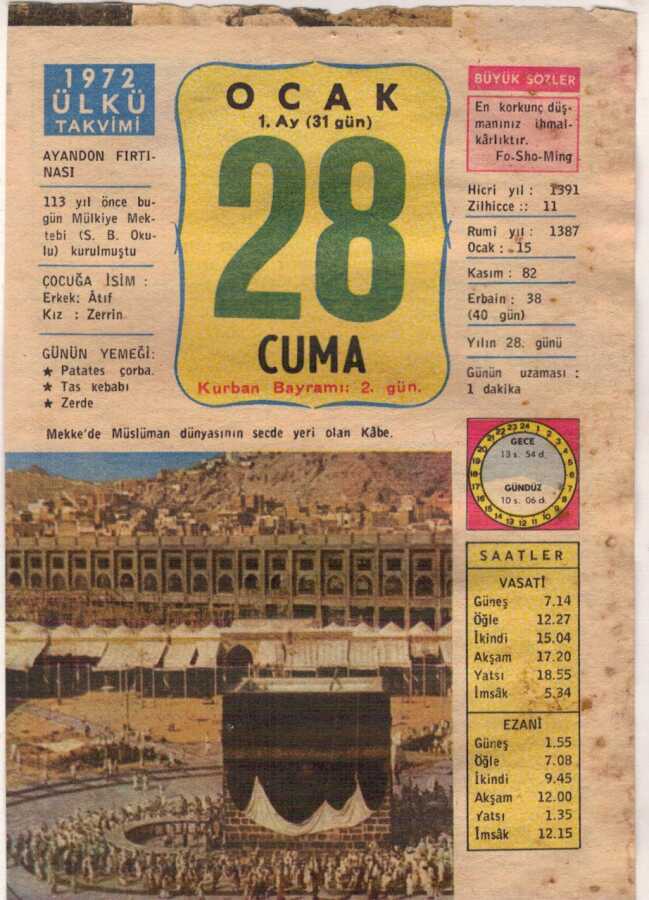 1972
ÜLKÜ
TAKVİMİ
AYANDON FIRTI-
NASI
113 yıl önce bu-
gün Mülkiye Mek-
tebi (S. B. Oku-
lu) kurulmuştu
ÇOCUĞA İSİM :
Erkek: Âtıf
Kız : Zerrin
GÜNÜN YEMEĞİ:
★ Patates çorba.
★ Tas kebabı
★ Zerde
OCAK
1. Ay (31 gün)
28
CUMA
Kurban Bayramı: 2. gün.
BÜYÜK SÖZLER
En korkunç düş-
manınız ihmal-
kârlıktır.
Fo-Sho-Ming
Hicri yıl : 1391
Zilhicce :: 11
Rumî yıl : 1387
Ocak : 15
Kasım : 82
Erbain : 38
(40 gün)
Yılın 28. günü
Günün uzaması :
1 dakika
Mekke'de Müslüman dünyasının secde yeri olan Kâbe.
GECE
13 s. 54 d.
GÜNDÜZ
10 s. 06 d.
SAATLER
VASATİ
Güneş 7.14
Öğle 12.27
İkindi 15.04
Akşam 17.20
Yatsı 18.55
İmsâk 5.34
EZANİ
Güneş 1.55
Öğle 7.08
İkindi 9.45
Akşam 12.00
Yatsı 1.35
İmsâk 12.15